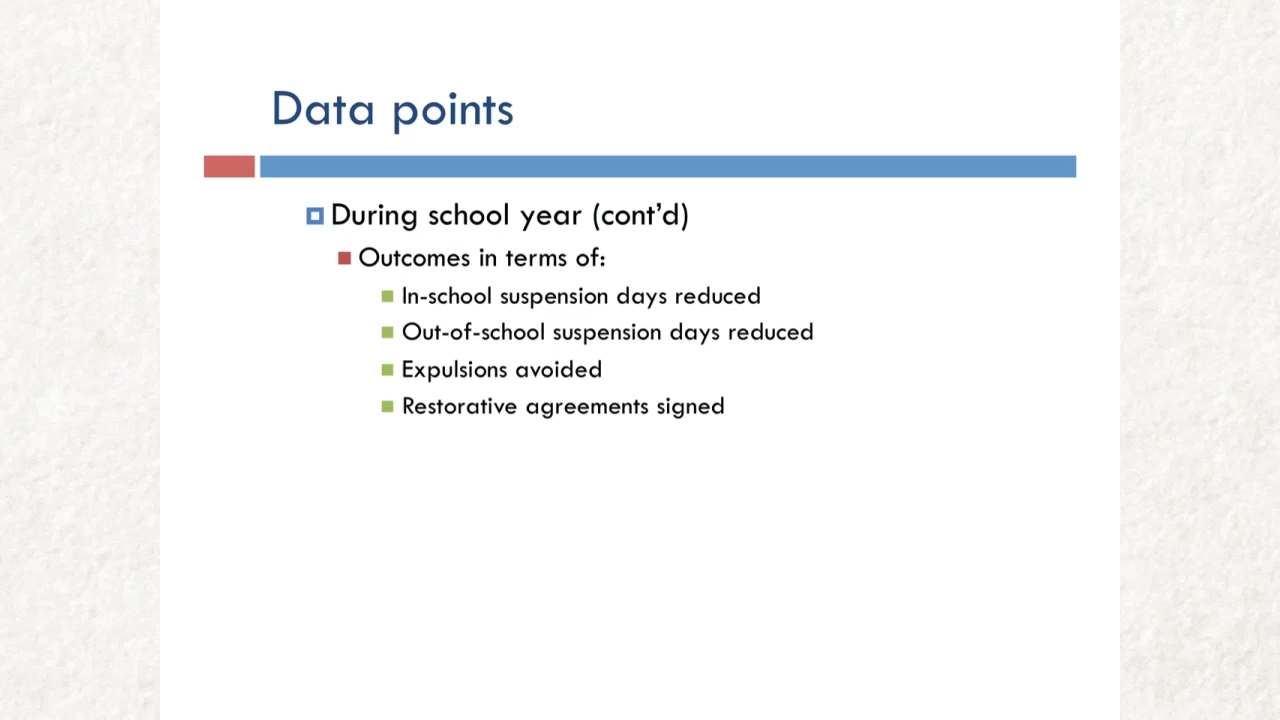 Data points
During school year (cont’d)
Outcomes in terms of:
In-school suspension days reduced
Out-of-school suspension days reduced
Expulsions avoided
Restorative agreements signed